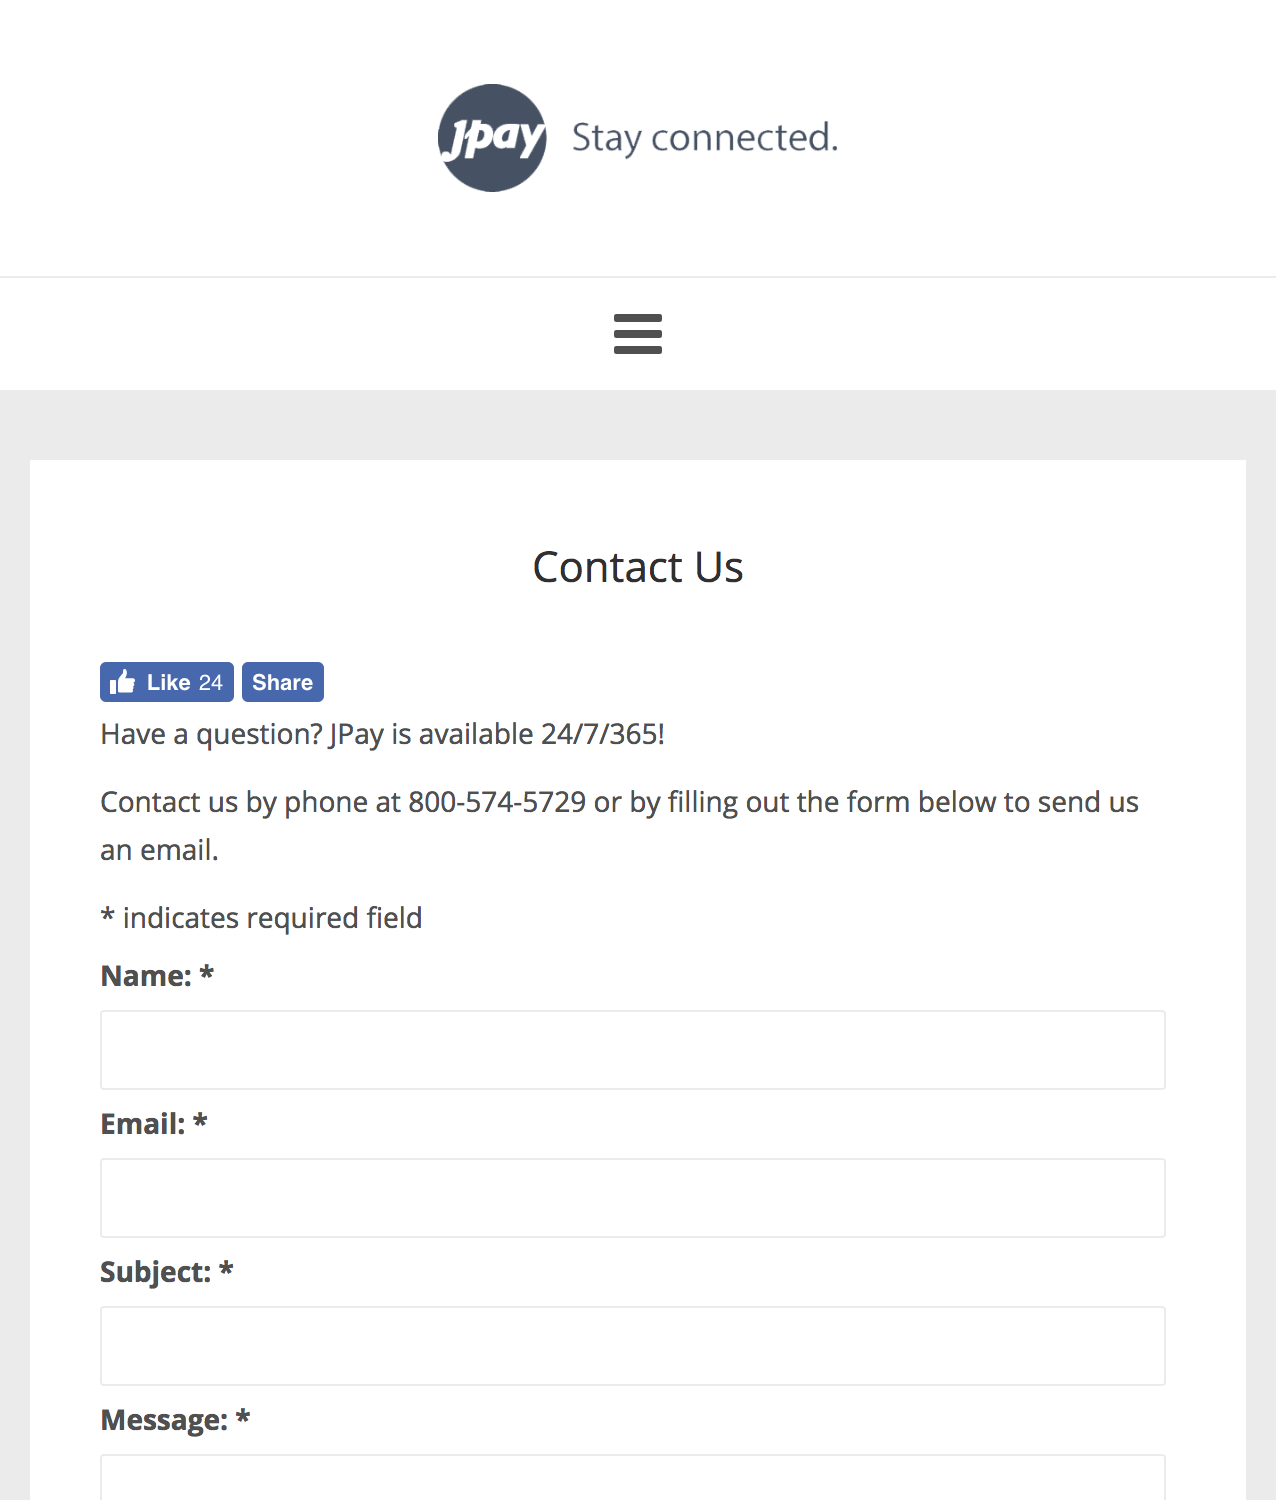 Jpay Stay connected.
Contact Us
Like 24 Share
Have a question? JPay is available 24/7/365!
Contact us by phone at 800-574-5729 or by filling out the form below to send us
an email.
* indicates required field
Name: *
Email: *
Subject: *
Message: *